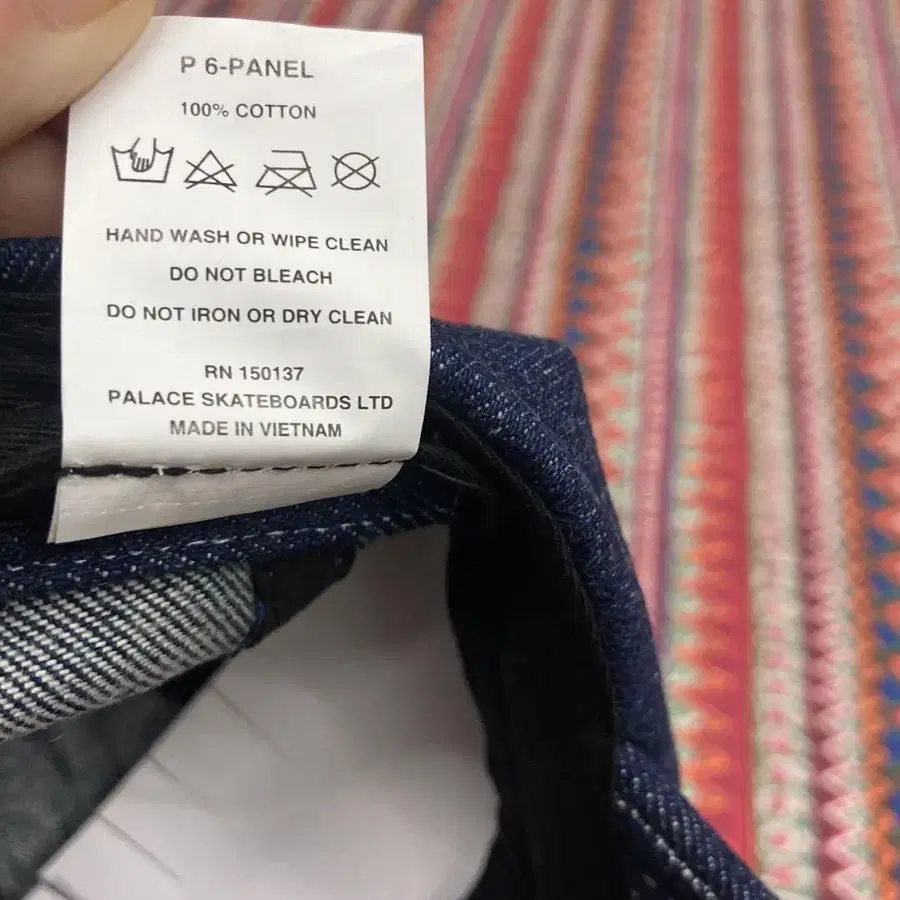 P 6-PANEL
100% COTTON
HAND WASH OR WIPE CLEAN
DO NOT BLEACH
DO NOT IRON OR DRY CLEAN
RN 150137
PALACE SKATEBOARDS LTD
MADE IN VIETNAM